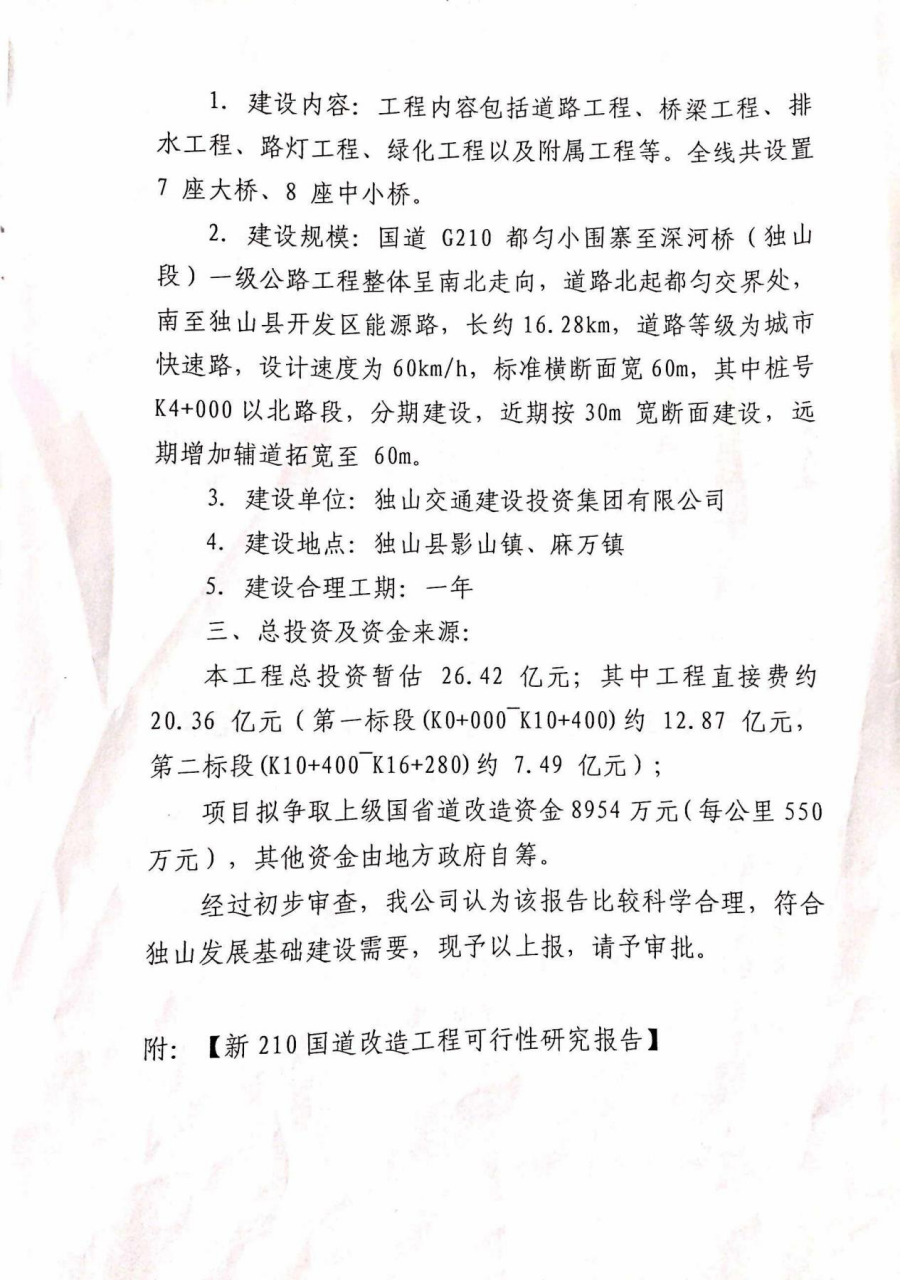 1. 建设内容：工程内容包括道路工程、桥梁工程、排
水工程、路灯工程、绿化工程以及附属工程等。全线共设置
7 座大桥、8 座中小桥。
2. 建设规模：国道 G210 都匀小围寨至深河桥（独山
段）一级公路工程整体呈南北走向，道路北起都匀交界处，
南至独山县开发区能源路，长约 16.28km，道路等级为城市
快速路，设计速度为 60km/h，标准横断面宽 60m，其中桩号
K4+000 以北路段，分期建设，近期按 30m 宽断面建设，远
期增加辅道拓宽至 60m。
3. 建设单位：独山交通建设投资集团有限公司
4. 建设地点：独山县影山镇、麻万镇
5. 建设合理工期：一年
三、总投资及资金来源：
本工程总投资暂估 26.42 亿元；其中工程直接费约
20.36 亿元（第一标段(K0+000‾K10+400)约 12.87 亿元，
第二标段(K10+400‾K16+280)约 7.49 亿元）；
项目拟争取上级国省道改造资金 8954 万元（每公里 550
万元），其他资金由地方政府自筹。
经过初步审查，我公司认为该报告比较科学合理，符合
独山发展基础建设需要，现予以上报，请予审批。
附：【新 210 国道改造工程可行性研究报告】